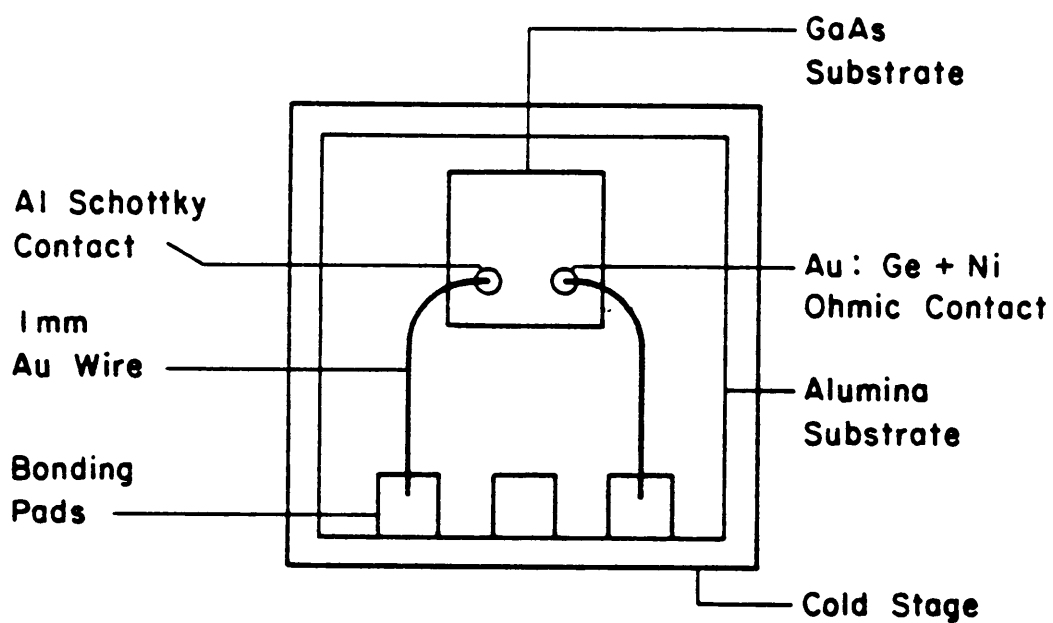 GaAs
Substrate
Al Schottky
Contact
Au: Ge + Ni
Ohmic Contact
1mm
Au Wire
Alumina
Substrate
Bonding
Pads
Cold Stage